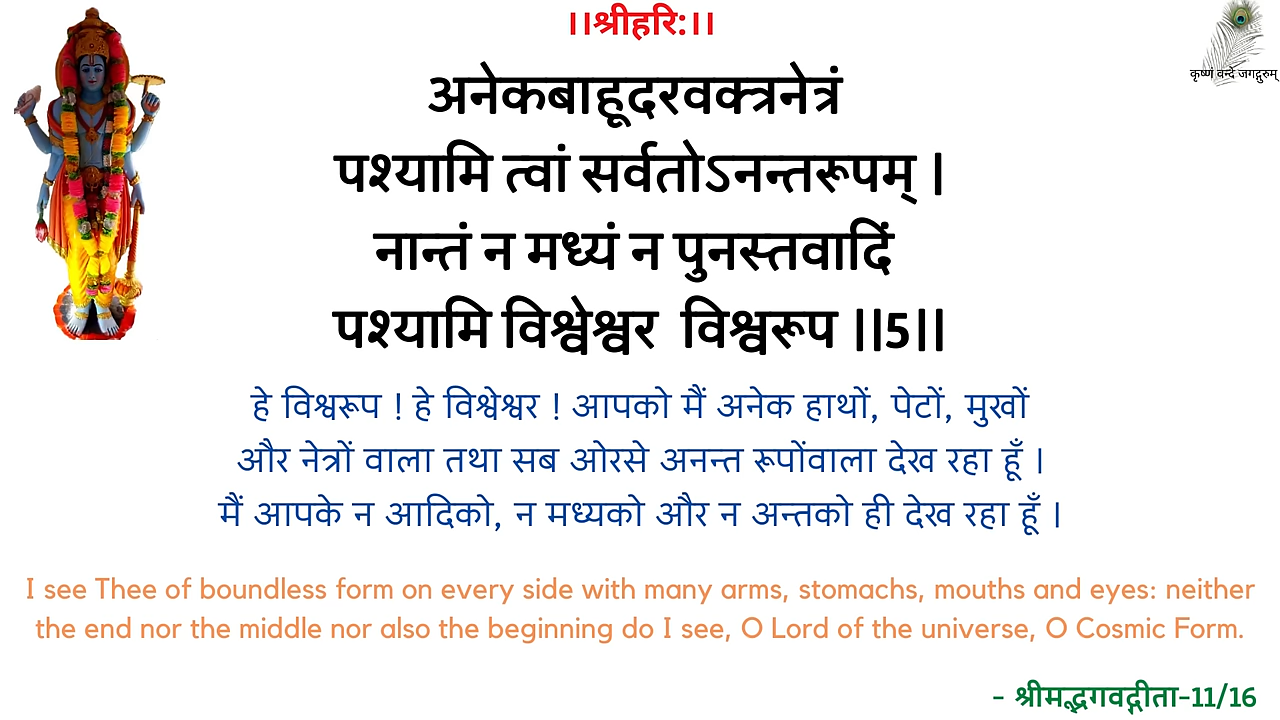 ।।श्रीहरि:।।
कृष्णं वन्दे जगद्गुरुम्
अनेकबाहूदरवक्त्रनेत्रं
पश्यामि त्वां सर्वतोऽनन्तरूपम् |
नान्तं न मध्यं न पुनस्तवादिं
पश्यामि विश्वेश्वर विश्वरूप ||5||
हे विश्वरूप ! हे विश्वेश्वर ! आपको मैं अनेक हाथों, पेटों, मुखों
और नेत्रों वाला तथा सब ओरसे अनन्त रूपोंवाला देख रहा हूँ |
मैं आपके न आदिको, न मध्यको और न अन्तको ही देख रहा हूँ |
I see Thee of boundless form on every side with many arms, stomachs, mouths and eyes: neither
the end nor the middle nor also the beginning do I see, O Lord of the universe, O Cosmic Form.
- श्रीमद्भगवद्गीता-11/16